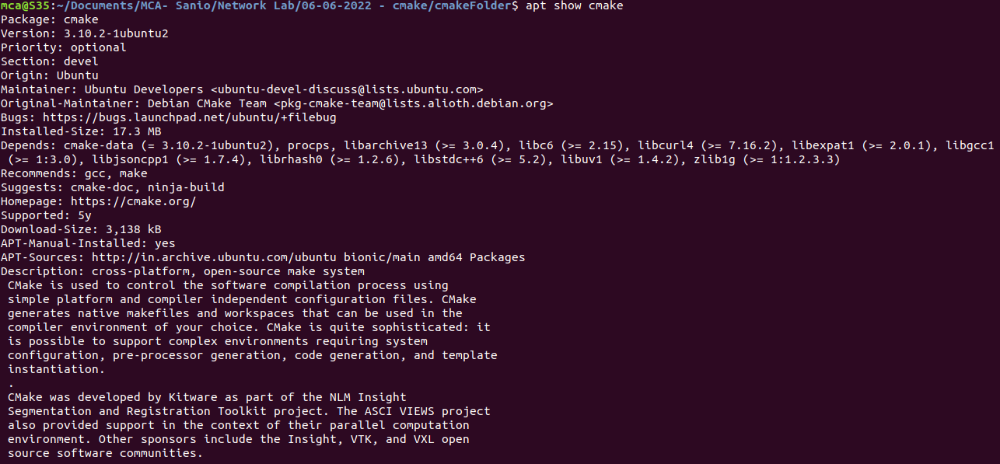 mca@S35:~/Documents/MCA- Sanio/Network Lab/06-06-2022 - cmake/cmakeFolder$ apt show cmake
Package: cmake
Version: 3.10.2-1ubuntu2
Priority: optional
Section: devel
Origin: Ubuntu
Maintainer: Ubuntu Developers <ubuntu-devel-discuss@lists.ubuntu.com>
Original-Maintainer: Debian CMake Team <pkg-cmake-team@lists.alioth.debian.org>
Bugs: https://bugs.launchpad.net/ubuntu/+filebug
Installed-Size: 17.3 MB
Depends: cmake-data (= 3.10.2-1ubuntu2), procps, libarchive13 (>= 3.0.4), libc6 (>= 2.15), libcurl4 (>= 7.16.2), libexpat1 (>= 2.0.1), libgcc1
 (>= 1:3.0), libjsoncpp1 (>= 1.7.4), librhash0 (>= 1.2.6), libstdc++6 (>= 5.2), libuv1 (>= 1.4.2), zlib1g (>= 1:1.2.3.3)
Recommends: gcc, make
Suggests: cmake-doc, ninja-build
Homepage: https://cmake.org/
Supported: 5y
Download-Size: 3,138 kB
APT-Manual-Installed: yes
APT-Sources: http://in.archive.ubuntu.com/ubuntu bionic/main amd64 Packages
Description: cross-platform, open-source make system
 CMake is used to control the software compilation process using
 simple platform and compiler independent configuration files. CMake
 generates native makefiles and workspaces that can be used in the
 compiler environment of your choice. CMake is quite sophisticated: it
 is possible to support complex environments requiring system
 configuration, pre-processor generation, code generation, and template
 instantiation.
 .
 CMake was developed by Kitware as part of the NLM Insight
 Segmentation and Registration Toolkit project. The ASCI VIEWS project
 also provided support in the context of their parallel computation
 environment. Other sponsors include the Insight, VTK, and VXL open
 source software communities.